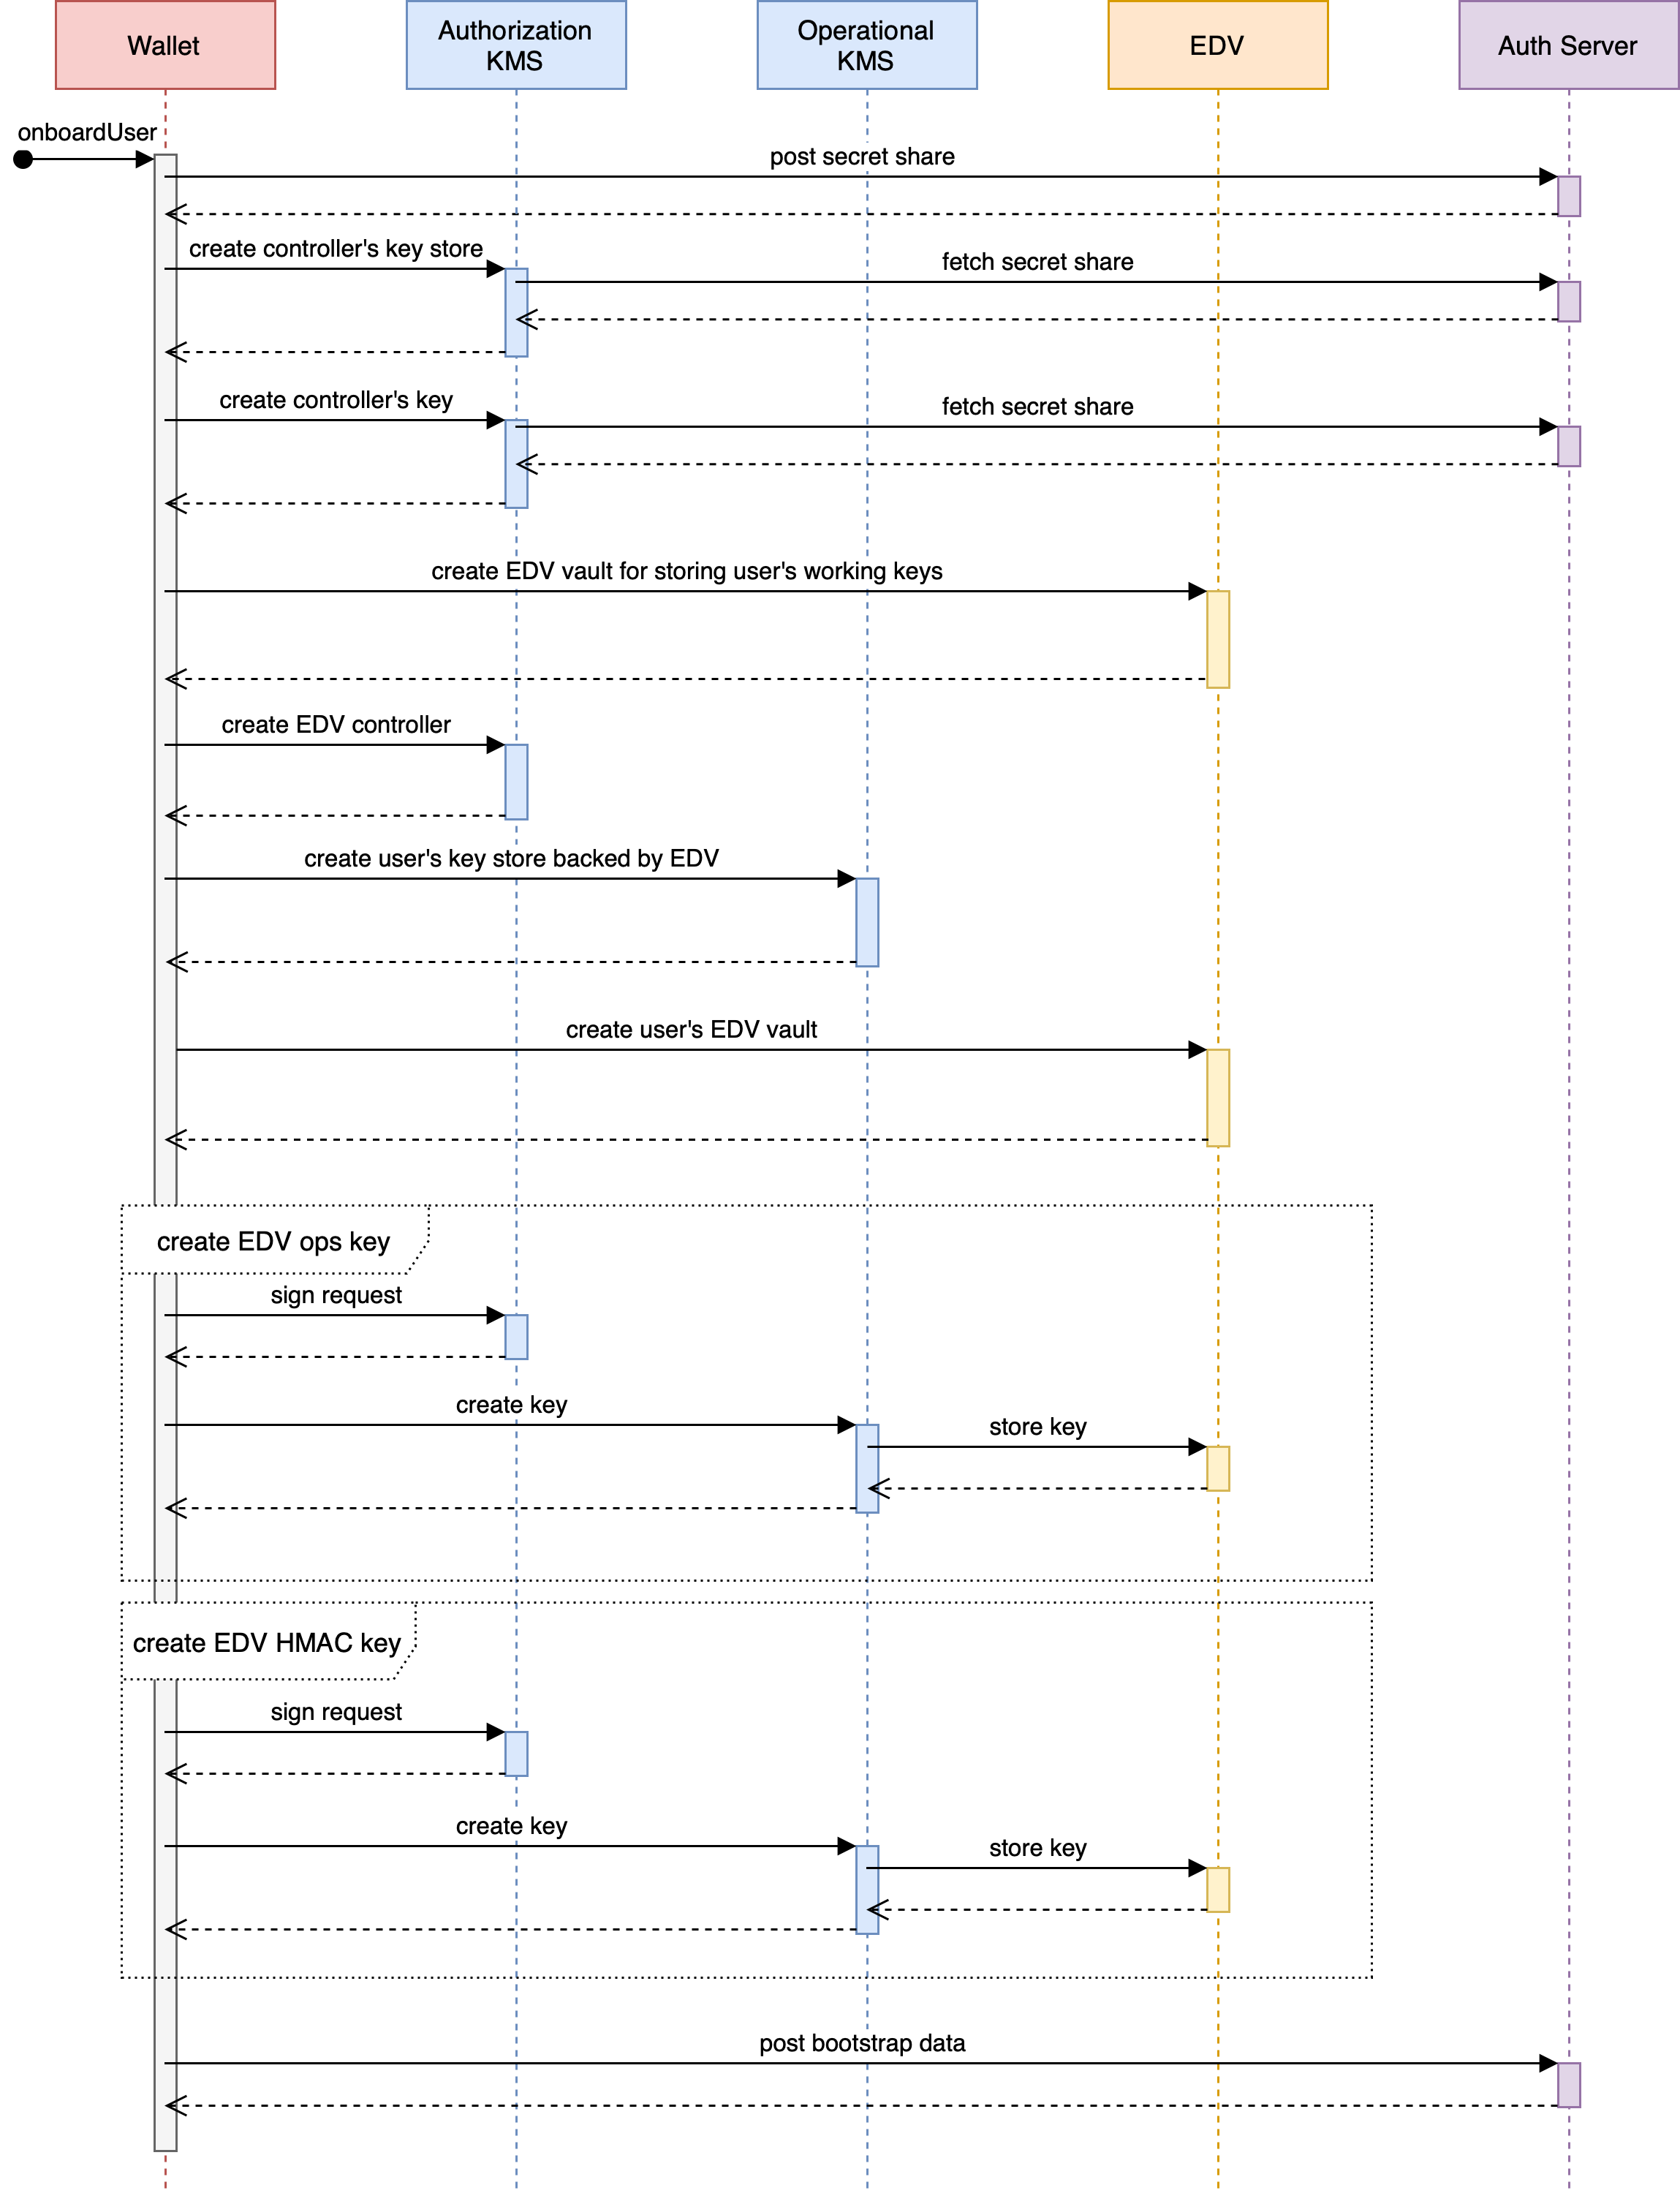 Wallet
Authorization
KMS
Operational
KMS
EDV
Auth Server
onboardUser
post secret share
create controller's key store
fetch secret share
create controller's key
fetch secret share
create EDV vault for storing user's working keys
create EDV controller
create user's key store backed by EDV
create user's EDV vault
create EDV ops key
sign request
create key
store key
create EDV HMAC key
sign request
create key
store key
post bootstrap data